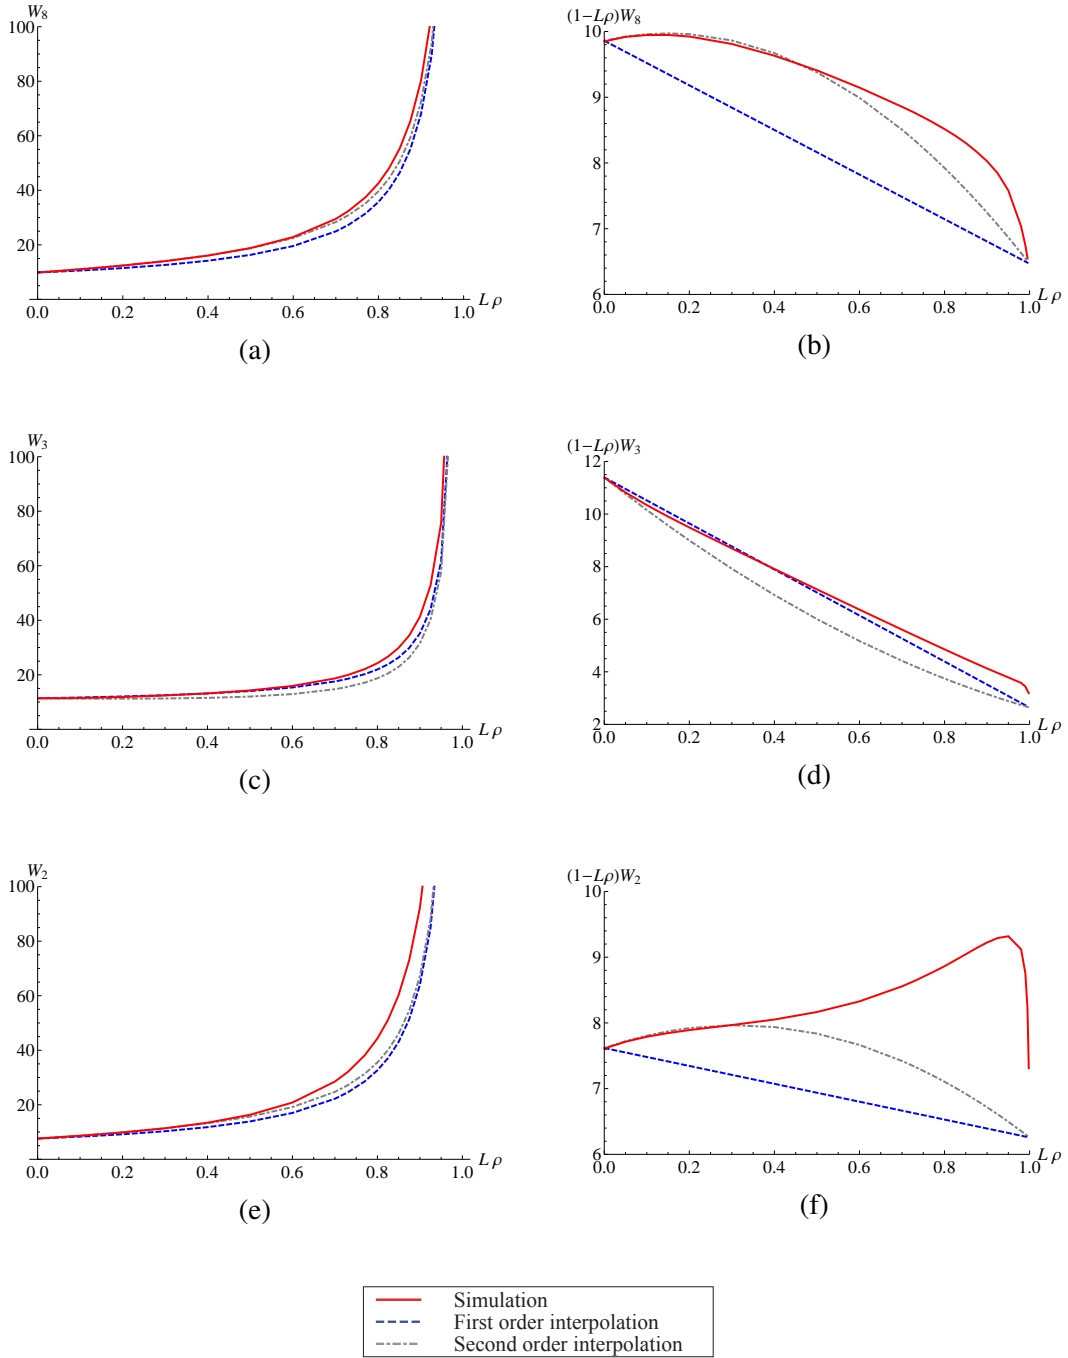 W8
100
80
60
40
20
0.0 0.2 0.4 0.6 0.8 1.0
L ρ
(a)
(1−Lρ)W8
10
9
8
7
6
0.0 0.2 0.4 0.6 0.8 1.0
L ρ
(b)
W3
100
80
60
40
20
0.0 0.2 0.4 0.6 0.8 1.0
L ρ
(c)
(1−Lρ)W3
12
10
8
6
4
2
0.0 0.2 0.4 0.6 0.8 1.0
L ρ
(d)
W2
100
80
60
40
20
0.0 0.2 0.4 0.6 0.8 1.0
L ρ
(e)
(1−Lρ)W2
10
9
8
7
6
0.0 0.2 0.4 0.6 0.8 1.0
L ρ
(f)
Simulation
First order interpolation
Second order interpolation